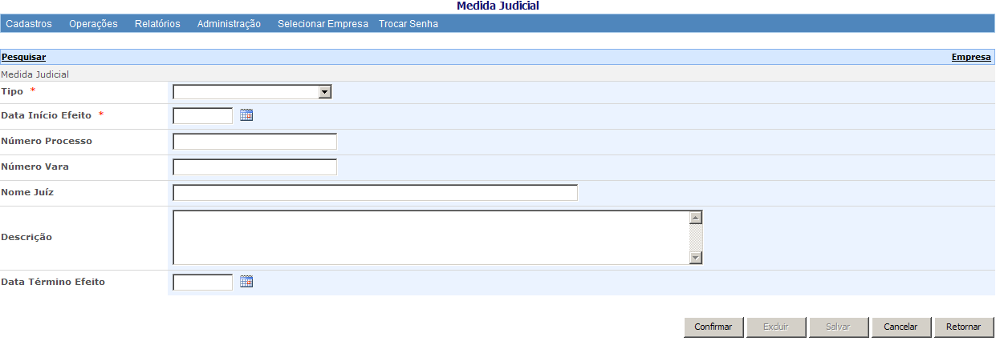 Medida Judicial
Cadastros Operações Relatórios Administração Selecionar Empresa Trocar Senha
Pesquisar Empresa
Medida Judicial
Tipo *
Data Início Efeito *
Número Processo
Número Vara
Nome Juíz
Descrição
Data Término Efeito
Confirmar Excluir Salvar Cancelar Retornar